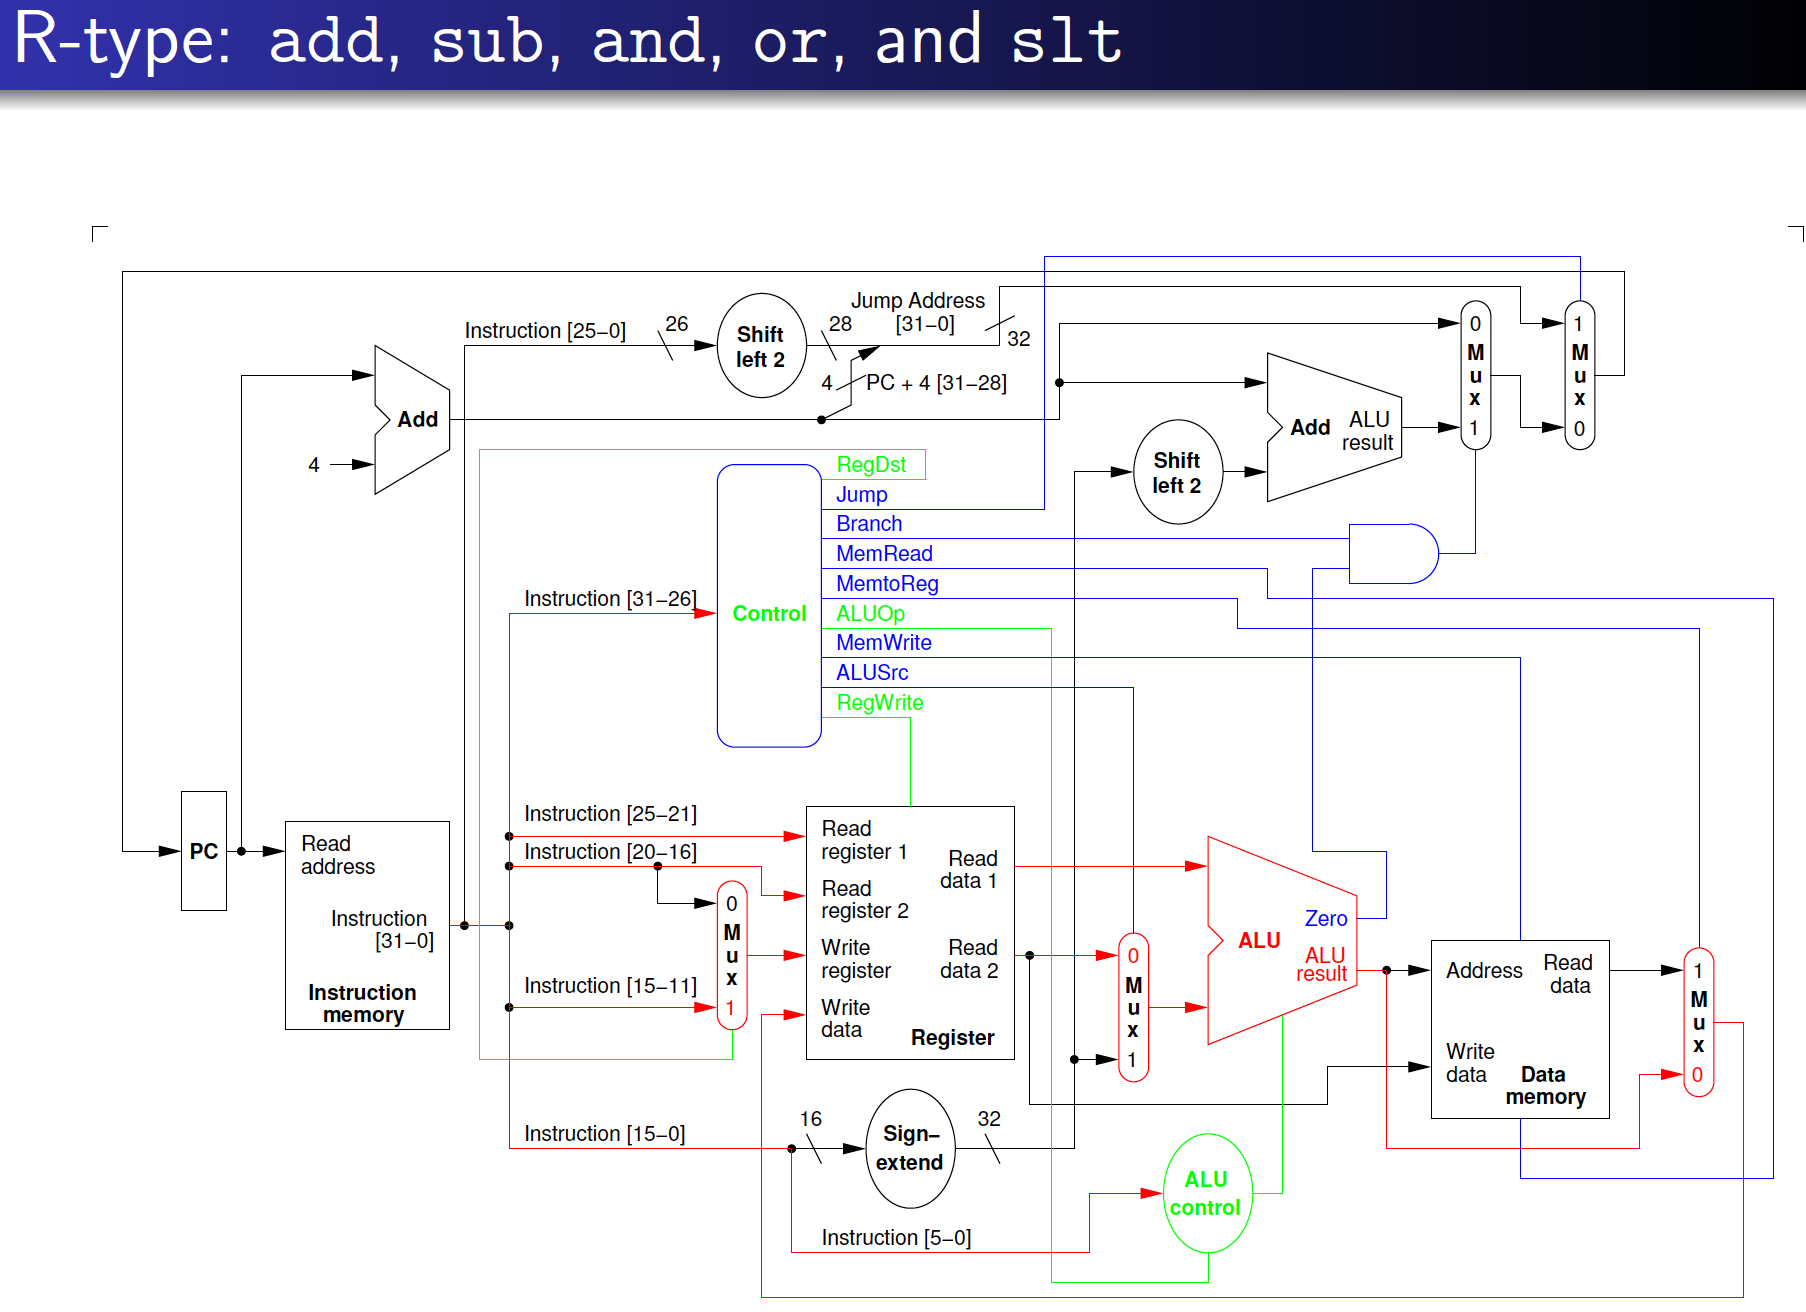 R-type: add, sub, and, or, and slt
Jump Address
[31−0]
Instruction [25−0]
26
Shift
left 2
28
32
4
PC + 4 [31−28]
Add
4
0
M
u
x
1
1
M
u
x
0
Add
ALU
result
Shift
left 2
RegDst
Jump
Branch
MemRead
MemtoReg
ALUOp
MemWrite
ALUSrc
RegWrite
Instruction [31−26]
Control
PC
Read
address
Instruction
[31−0]
Instruction
memory
Instruction [25−21]
Instruction [20−16]
Instruction [15−11]
Instruction [15−0]
Instruction [5−0]
0
M
u
x
1
Read
register 1
Read
register 2
Write
register
Write
data
Read
data 1
Read
data 2
Register
0
M
u
x
1
Zero
ALU
ALU
result
Address
Read
data
Write
data
Data
memory
1
M
u
x
0
16
Sign−
extend
32
ALU
control